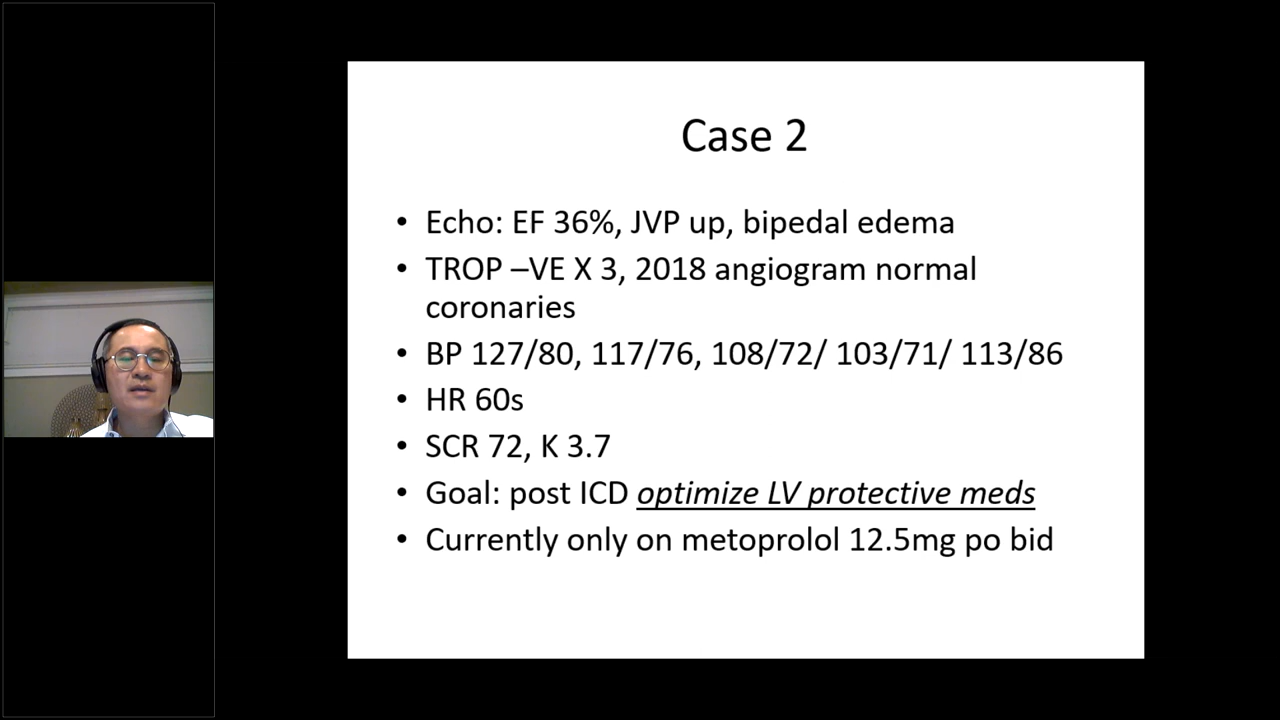 Case 2
• Echo: EF 36%, JVP up, bipedal edema
• TROP –VE X 3, 2018 angiogram normal
coronaries
• BP 127/80, 117/76, 108/72/ 103/71/ 113/86
• HR 60s
• SCR 72, K 3.7
• Goal: post ICD optimize LV protective meds
• Currently only on metoprolol 12.5mg po bid